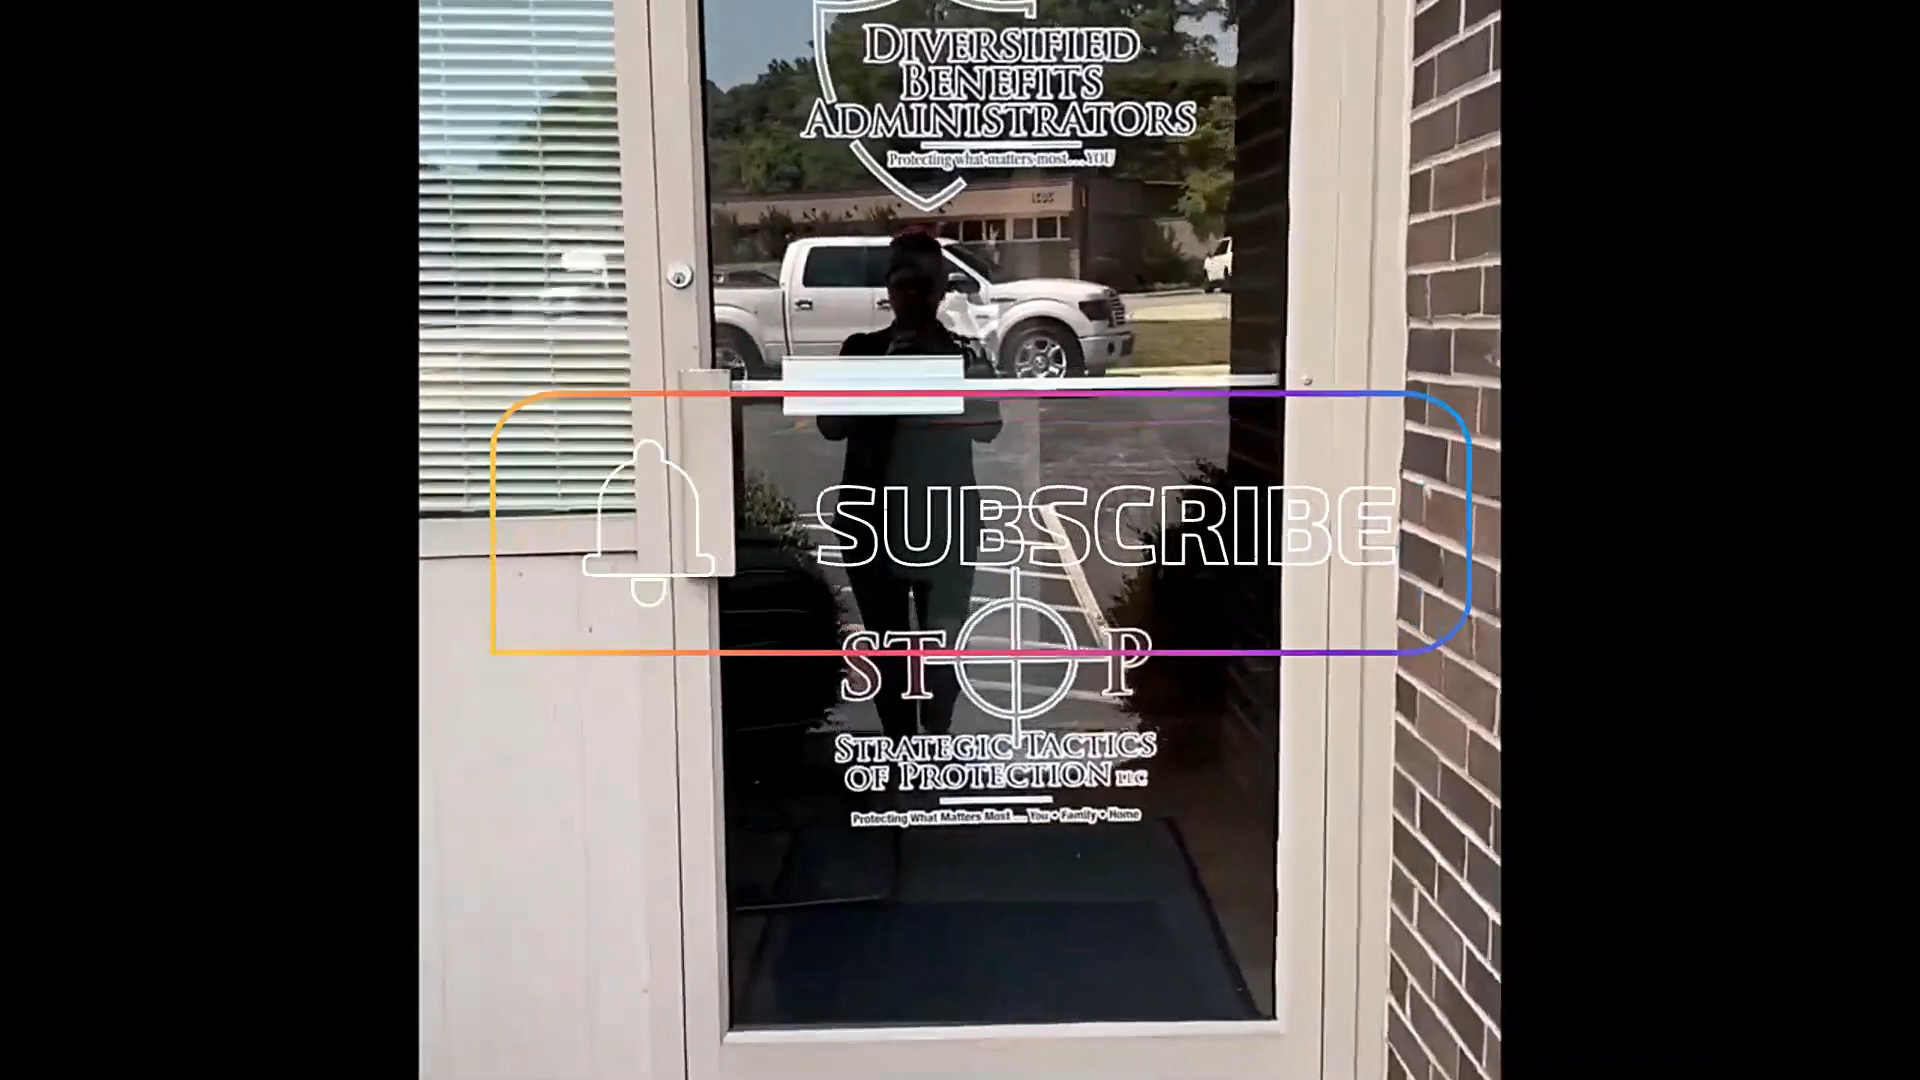 DIVERSIFIED
BENEFITS
ADMINISTRATORS
Protecting what matters most.... YOU
SUBSCRIBE
STOP
STRATEGIC TACTICS
OF PROTECTION LLC
Protecting What Matters Most.... You • Family • Home